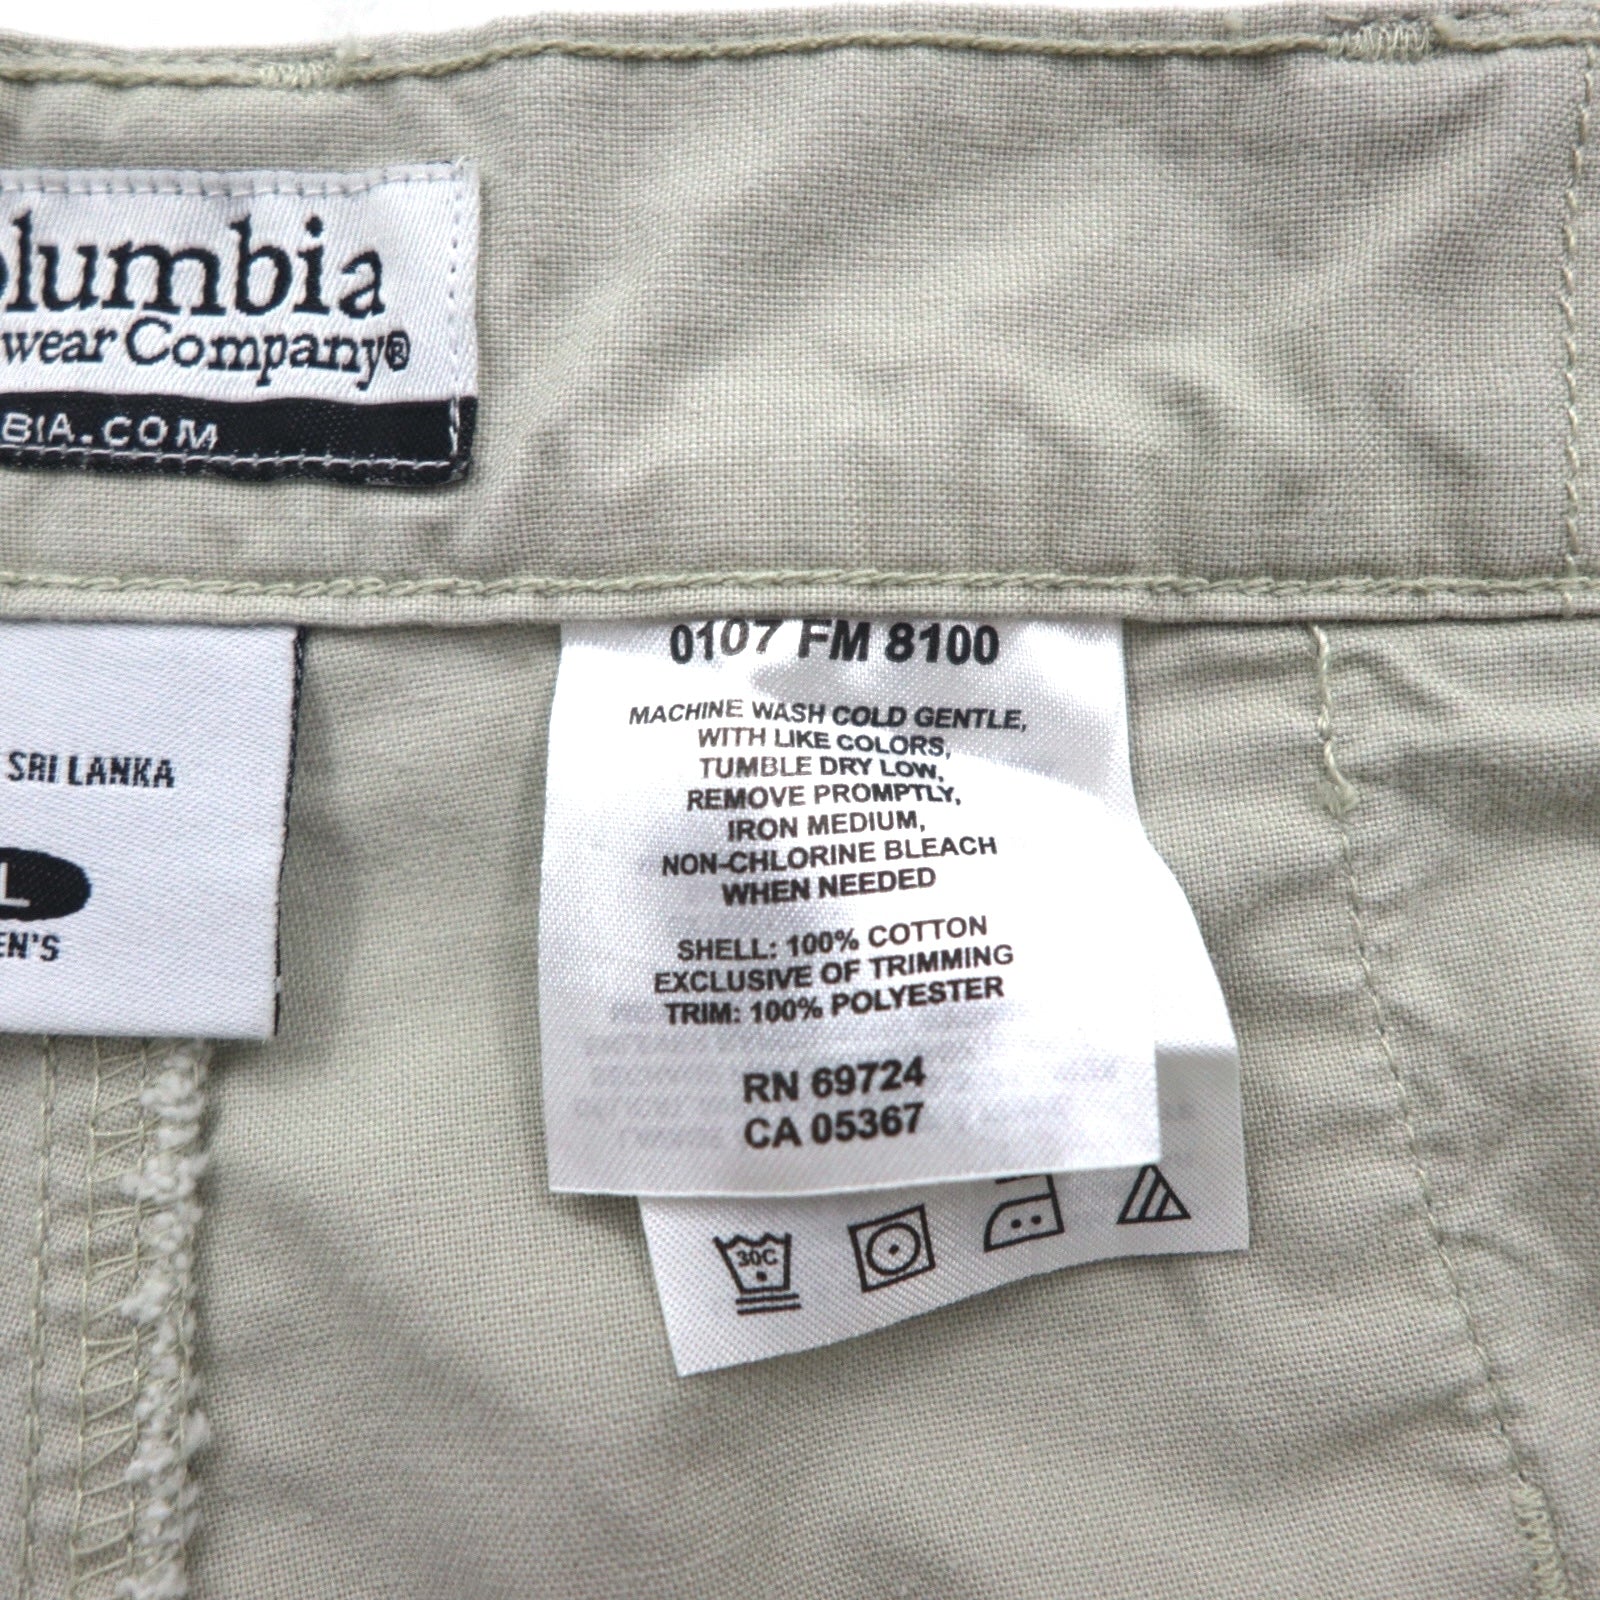 olumbia
wear Company®
BIA.COM
SRI LANKA
L
EN'S
0107 FM 8100
MACHINE WASH COLD GENTLE,
WITH LIKE COLORS,
TUMBLE DRY LOW,
REMOVE PROMPTLY,
IRON MEDIUM,
NON-CHLORINE BLEACH
WHEN NEEDED
SHELL: 100% COTTON
EXCLUSIVE OF TRIMMING
TRIM: 100% POLYESTER
RN 69724
CA 05367
30C